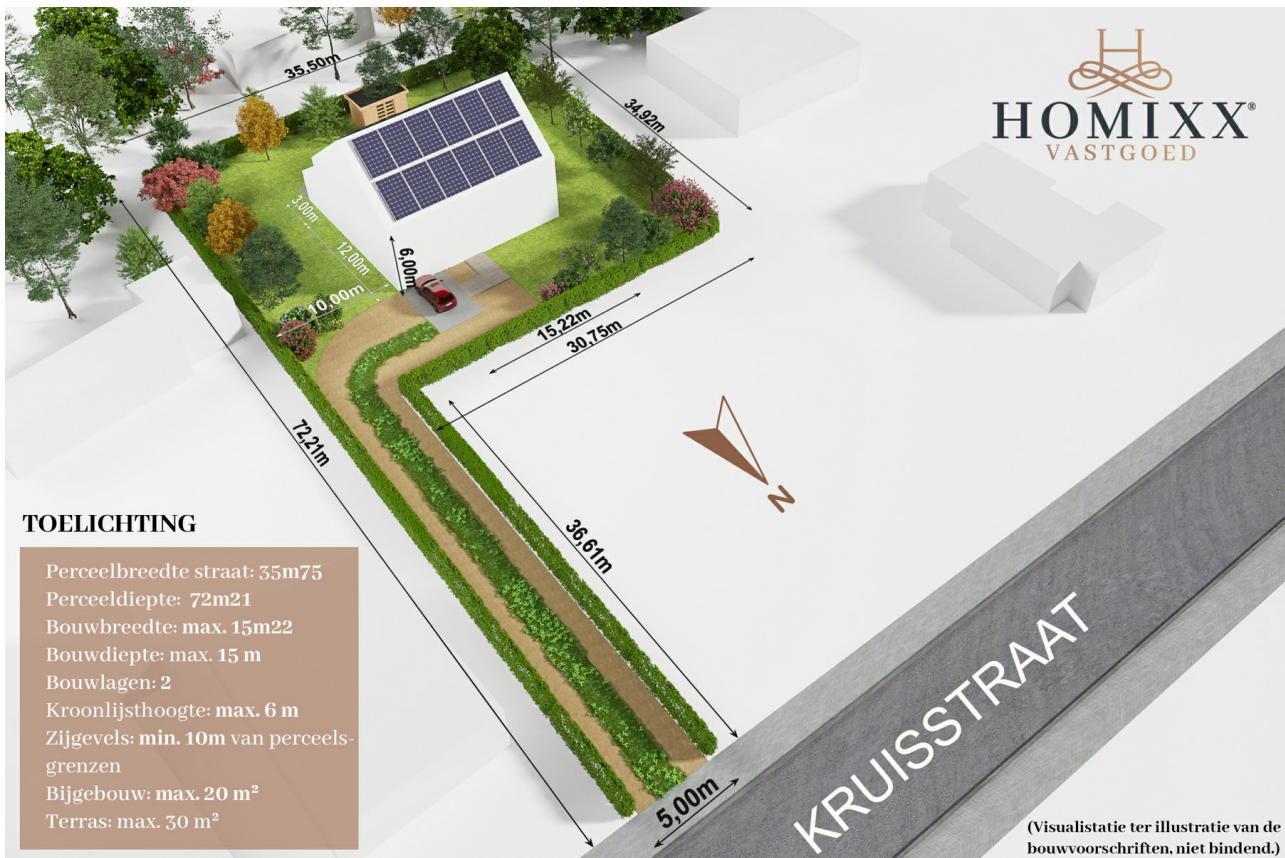 35,50m
34,92m
HOMIXX®
VASTGOED
3,00m
12,00m
6,00m
10,00m
15,22m
30,75m
72,21m
36,61m
N
5,00m
KRUISSTRAAT
TOELICHTING
Perceelbreedte straat: 35m75
Perceeldiepte: 72m21
Bouwbreedte: max. 15m22
Bouwdiepte: max. 15 m
Bouwlagen: 2
Kroonlijsthoogte: max. 6 m
Zijgevels: min. 10m van perceels-
grenzen
Bijgebouw: max. 20 m²
Terras: max. 30 m²
(Visualistatie ter illustratie van de
bouwvoorschriften, niet bindend.)